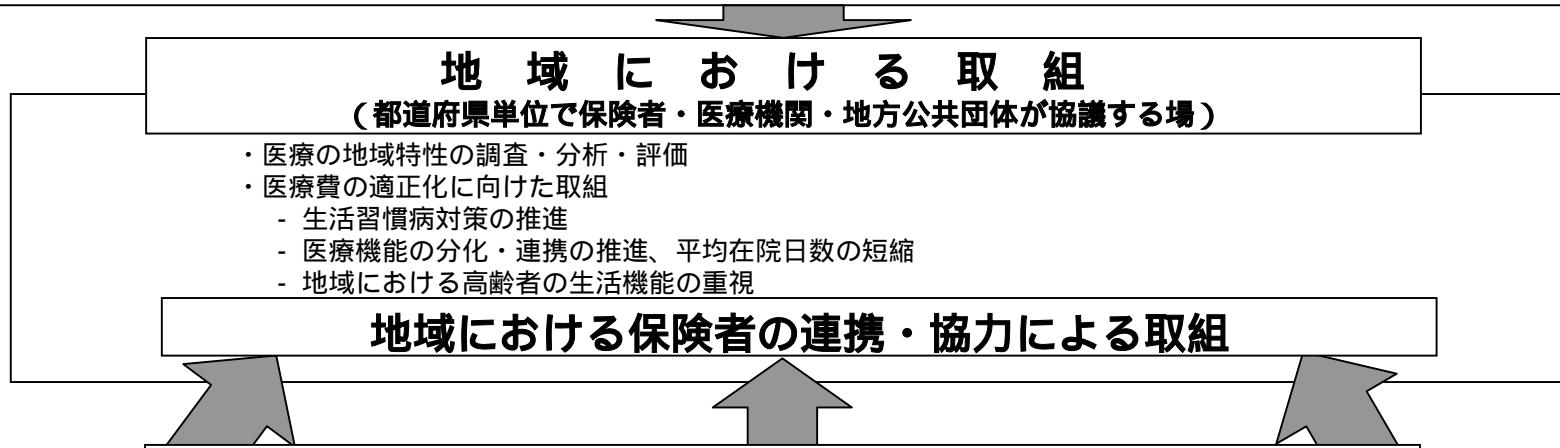 地域における取組
（都道府県単位で保険者・医療機関・地方公共団体が協議する場）
・医療の地域特性の調査・分析・評価
・医療費の適正化に向けた取組
- 生活習慣病対策の推進
- 医療機能の分化・連携の推進、平均在院日数の短縮
- 地域における高齢者の生活機能の重視
地域における保険者の連携・協力による取組